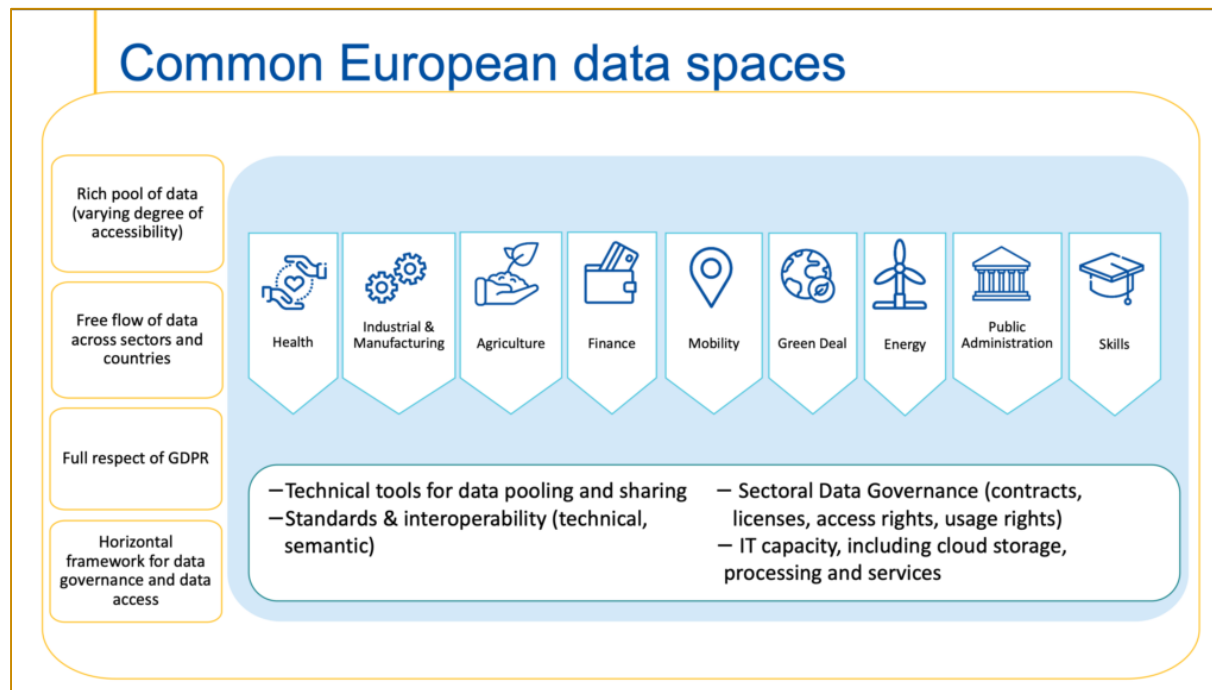 Common European data spaces
Rich pool of data
(varying degree of
accessibility)
Free flow of data
across sectors and
countries
Full respect of GDPR
Horizontal
framework for data
governance and data
access
Health
Industrial &
Manufacturing
Agriculture
Finance
Mobility
Green Deal
Energy
Public
Administration
Skills
—Technical tools for data pooling and sharing
—Standards & interoperability (technical,
semantic)
— Sectoral Data Governance (contracts,
licenses, access rights, usage rights)
— IT capacity, including cloud storage,
processing and services